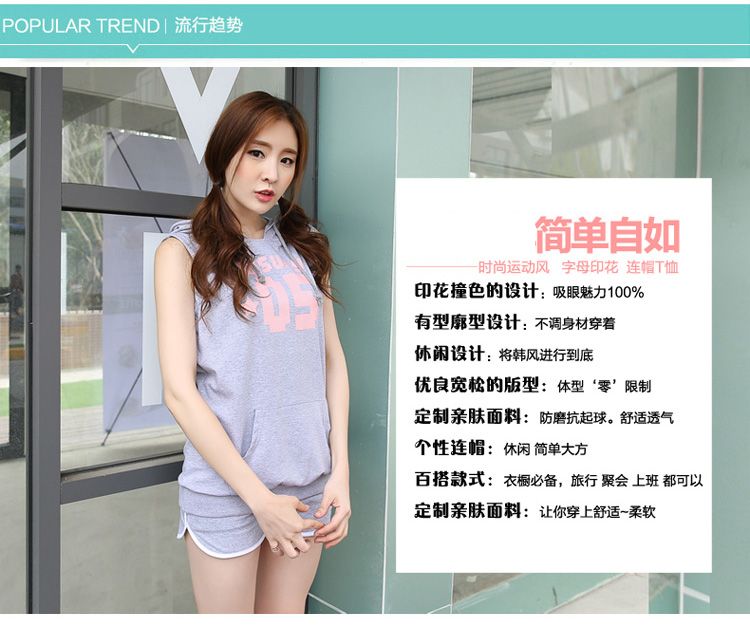 POPULAR TREND | 流行趋势
简单自如
时尚运动风 字母印花 连帽T恤
印花撞色的设计：吸眼魅力100%
有型廓型设计：不调身材穿着
休闲设计：将韩风进行到底
优良宽松的版型：体型‘零’限制
定制亲肤面料：防磨抗起球。舒适透气
个性连帽：休闲 简单大方
百搭款式：衣橱必备，旅行 聚会 上班 都可以
定制亲肤面料：让你穿上舒适~柔软